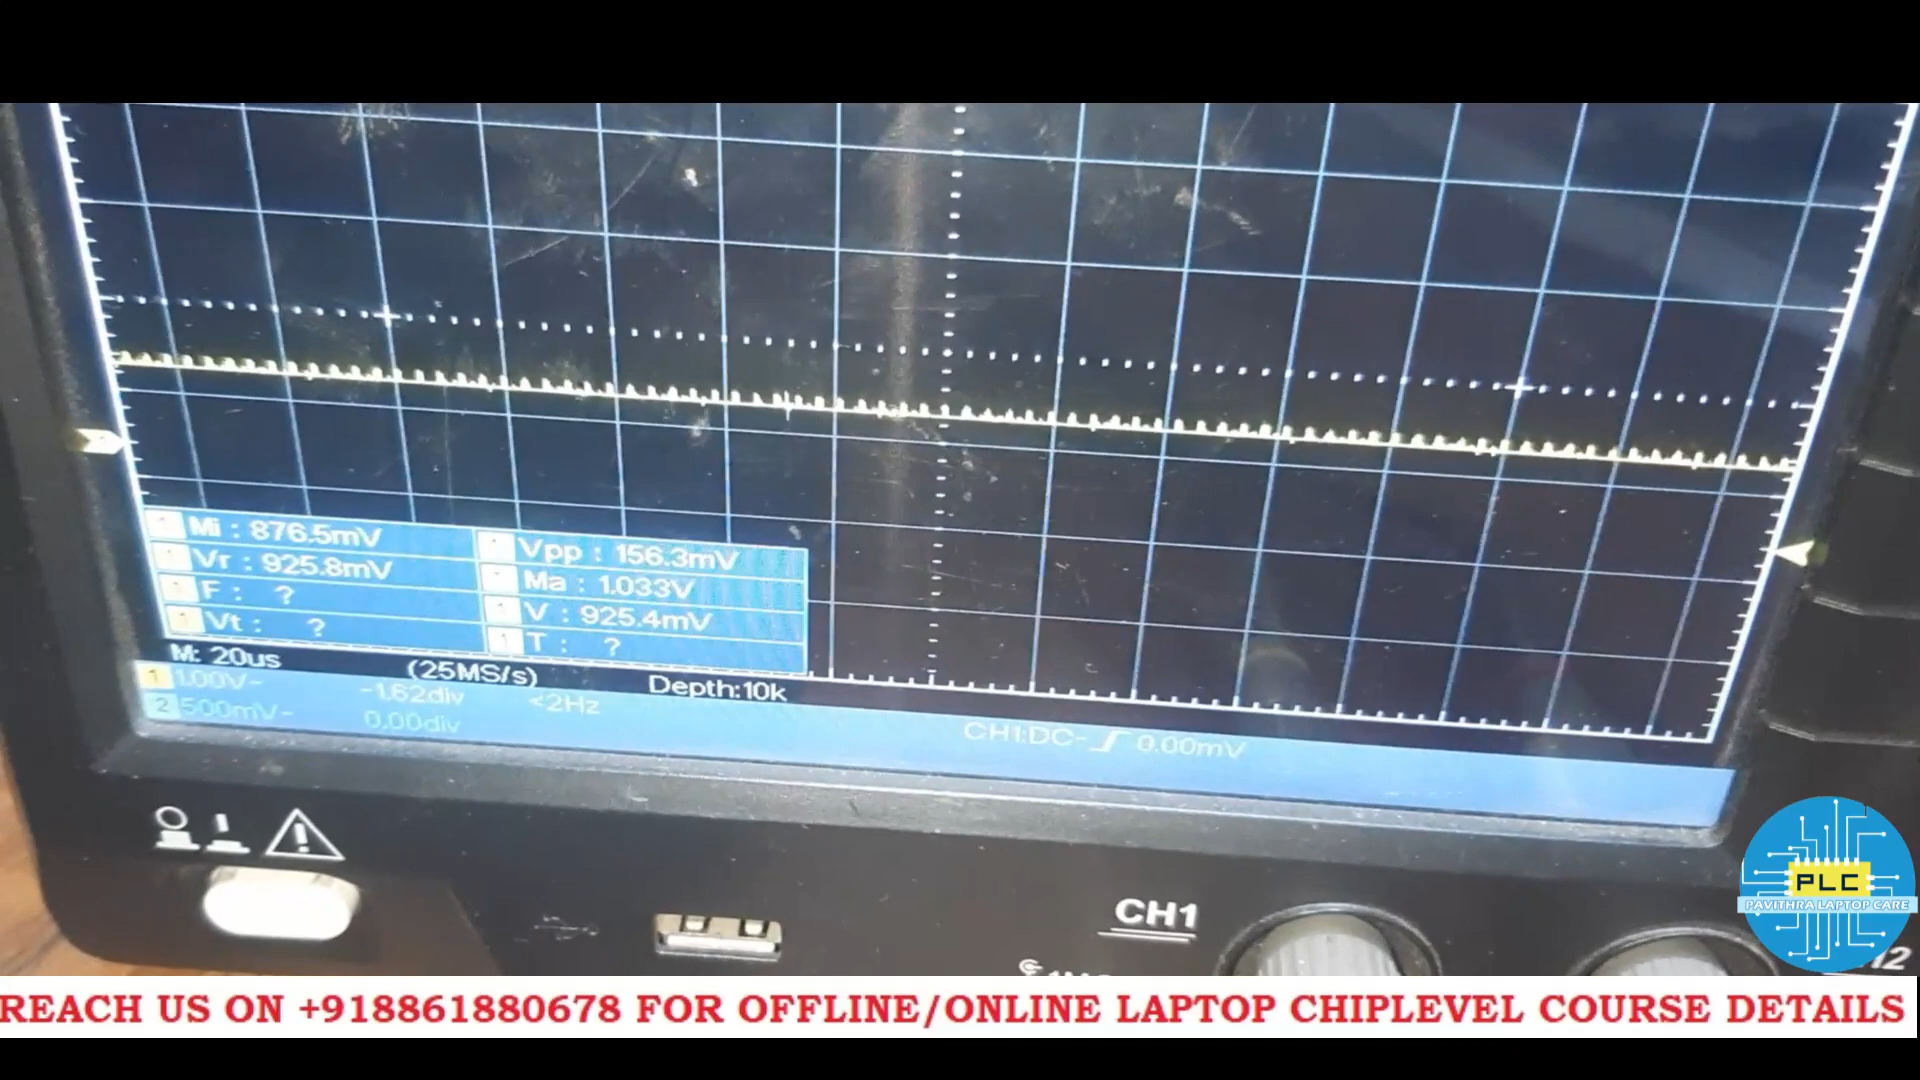 Mi : 876.5mV
Vpp : 156.3mV
Vr : 925.8mV
Ma : 1.033V
F : ?
V : 925.4mV
Vt : ?
T : ?
M: 20us (25MS/s) Depth:10k
1 1.00V- -1.62div <2Hz
2 500mV- 0.00div
CH1:DC- 0.00mV
CH1
PLC
PAVITHRA LAPTOP CARE
REACH US ON +918861880678 FOR OFFLINE/ONLINE LAPTOP CHIPLEVEL COURSE DETAILS